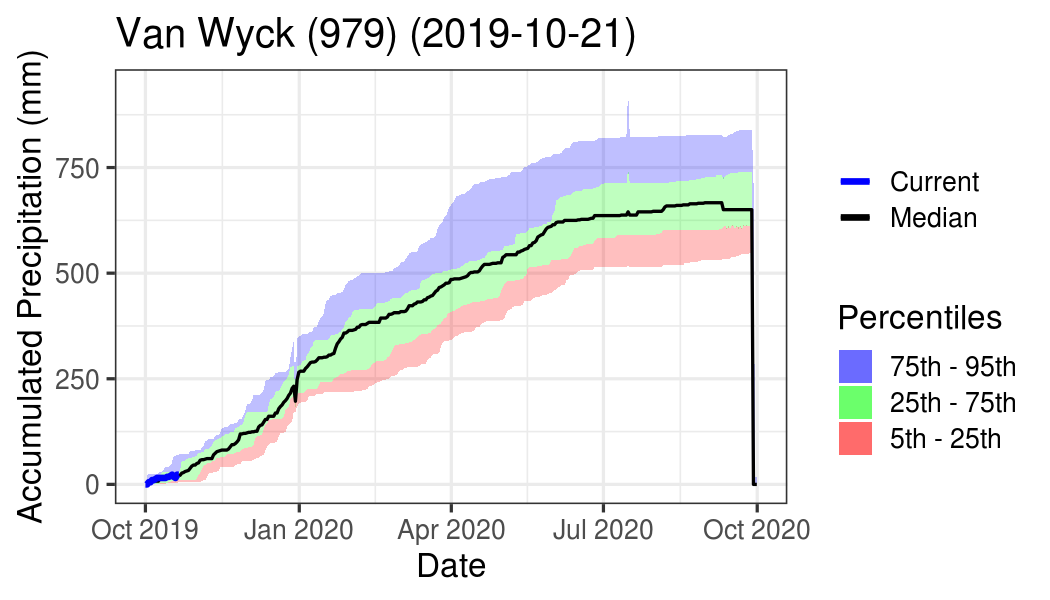 Van Wyck (979) (2019-10-21)
Accumulated Precipitation (mm)
750
500
250
0
Oct 2019 Jan 2020 Apr 2020 Jul 2020 Oct 2020
Date
Current
Median
Percentiles
75th - 95th
25th - 75th
5th - 25th